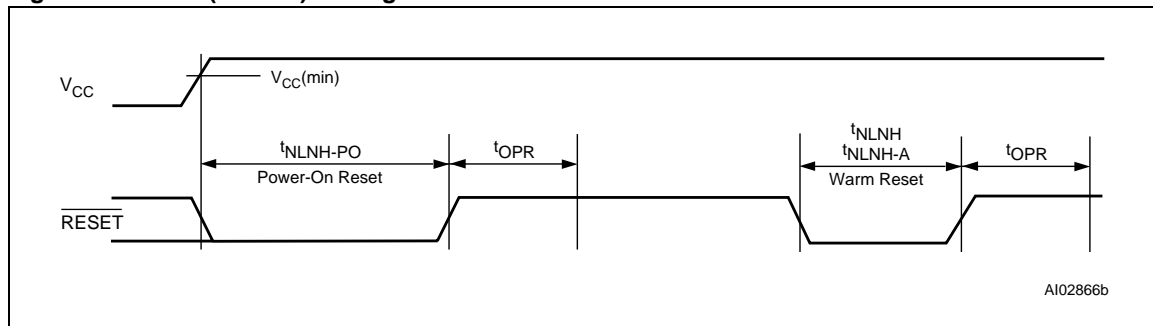 V_CC
V_CC(min)
t_NLNH-PO
Power-On Reset
t_OPR
t_NLNH
t_NLNH-A
Warm Reset
t_OPR
RESET
AI02866b